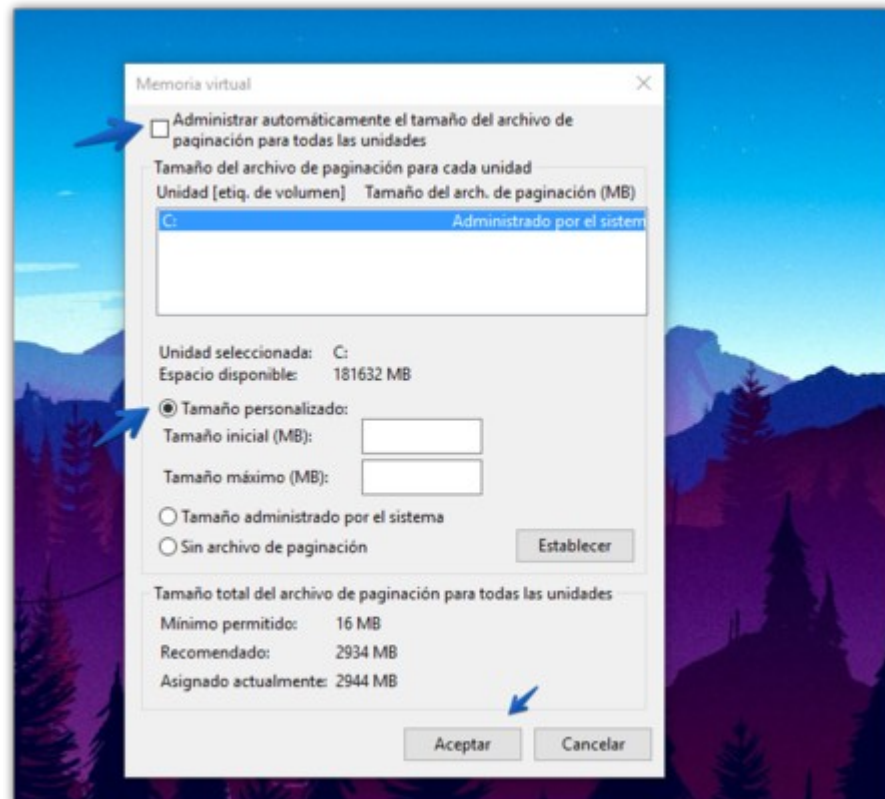 Memoria virtual
Administrar automáticamente el tamaño del archivo de
paginación para todas las unidades
Tamaño del archivo de paginación para cada unidad
Unidad [etiq. de volumen] Tamaño del arch. de paginación (MB)
C: Administrado por el sistem
Unidad seleccionada: C:
Espacio disponible: 181632 MB
Tamaño personalizado:
Tamaño inicial (MB):
Tamaño máximo (MB):
Tamaño administrado por el sistema
Sin archivo de paginación Establecer
Tamaño total del archivo de paginación para todas las unidades
Mínimo permitido: 16 MB
Recomendado: 2934 MB
Asignado actualmente: 2944 MB
Aceptar Cancelar